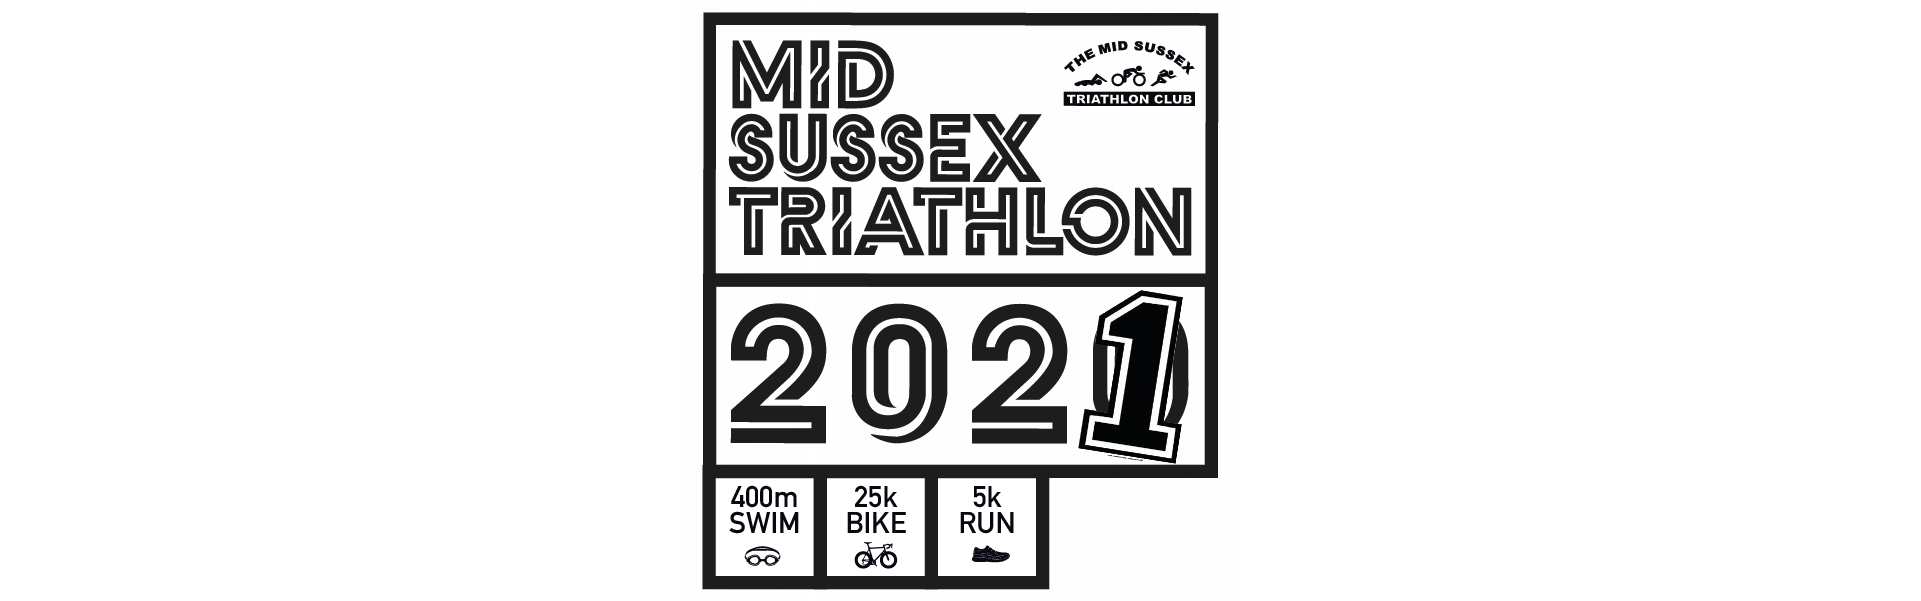 MID
SUSSEX
TRIATHLON
THE MID SUSSEX
TRIATHLON CLUB
2021
400m
SWIM
25k
BIKE
5k
RUN